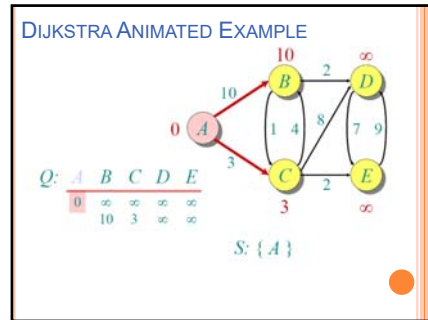 DIJKSTRA ANIMATED EXAMPLE
10 ∞
B 2 D
10
0 A 1 4 8 7 9
3
C 2 E
3 ∞
Q: A B C D E
0 ∞ ∞ ∞ ∞
10 3 ∞ ∞
S: { A }